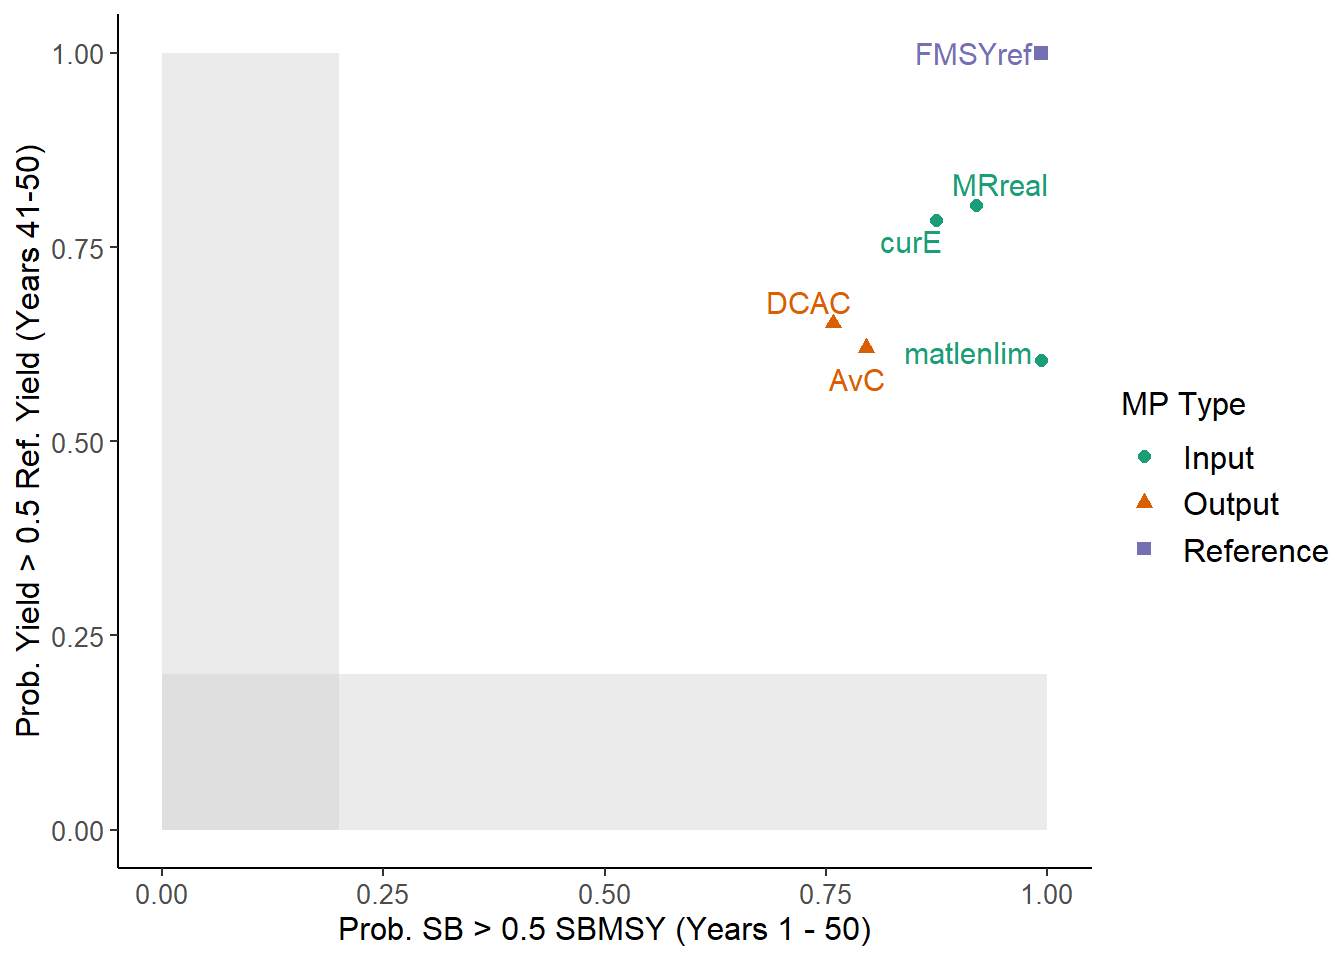 Prob. Yield > 0.5 Ref. Yield (Years 41-50)
1.00
0.75
0.50
0.25
0.00
FMSYref
MRreal
curE
DCAC
matlenlim
AvC
MP Type
Input
Output
Reference
0.00 0.25 0.50 0.75 1.00
Prob. SB > 0.5 SBMSY (Years 1 - 50)